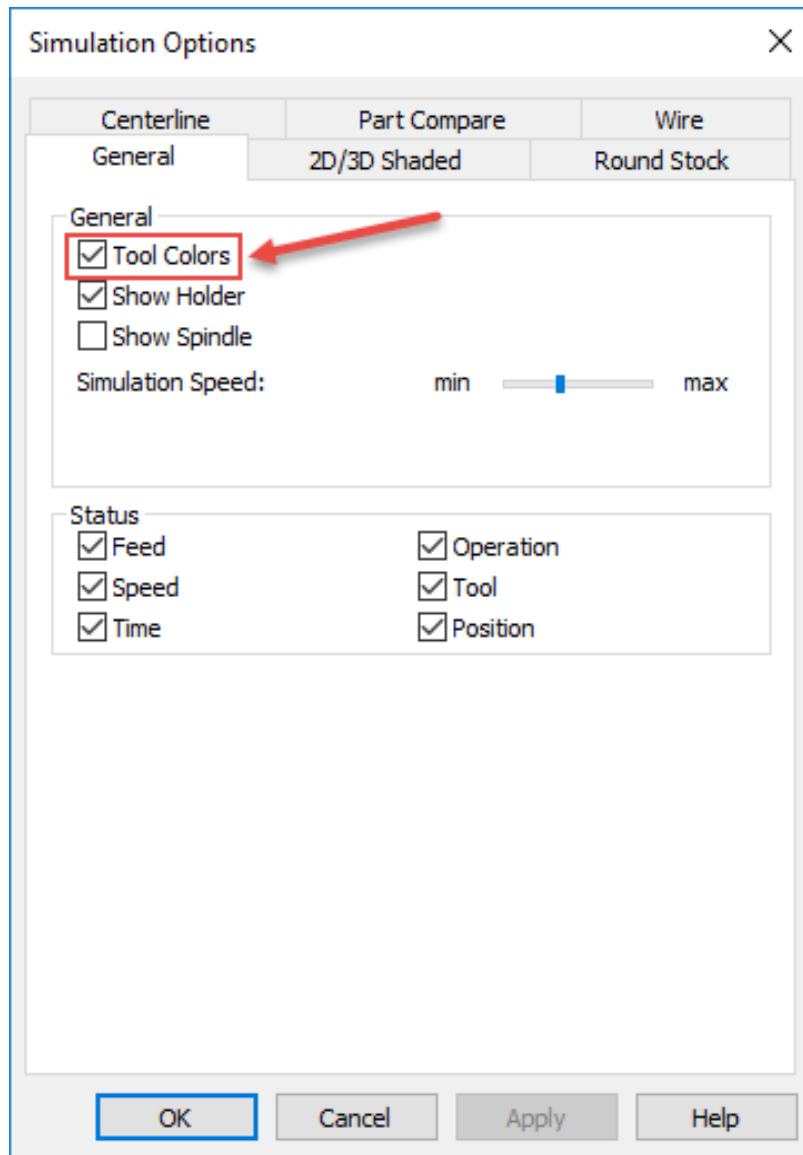 Simulation Options
Centerline Part Compare Wire
General 2D/3D Shaded Round Stock
General
Tool Colors
Show Holder
Show Spindle
Simulation Speed: min max
Status
Feed Operation
Speed Tool
Time Position
OK Cancel Apply Help